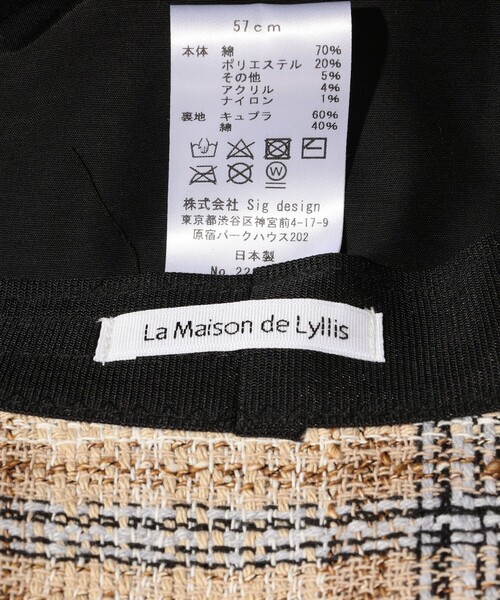 57cm
本体 綿 70%
ポリエステル 20%
その他 5%
アクリル 4%
ナイロン 1%
裏地 キュプラ 60%
綿 40%
株式会社 Sig design
東京都渋谷区神宮前4-17-9
原宿パークハウス202
日本製
No.22
La Maison de Lyllis